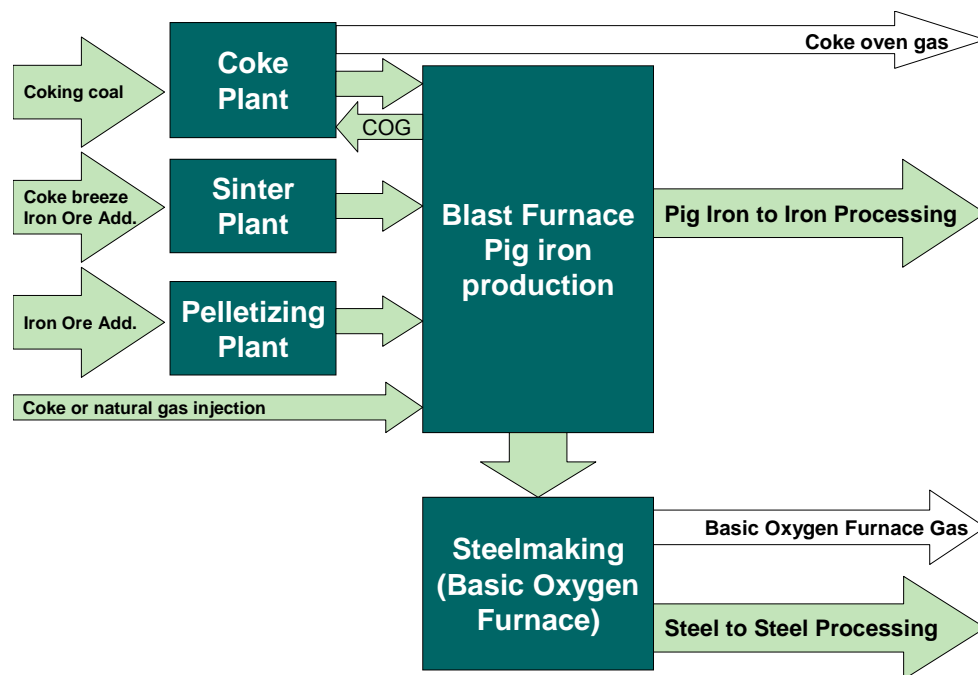 Coke oven gas
Coke
Plant
Coking coal
COG
Sinter
Plant
Coke breeze
Iron Ore Add.
Blast Furnace
Pig iron
production
Pig Iron to Iron Processing
Pelletizing
Plant
Iron Ore Add.
Coke or natural gas injection
Steelmaking
(Basic Oxygen
Furnace)
Basic Oxygen Furnace Gas
Steel to Steel Processing